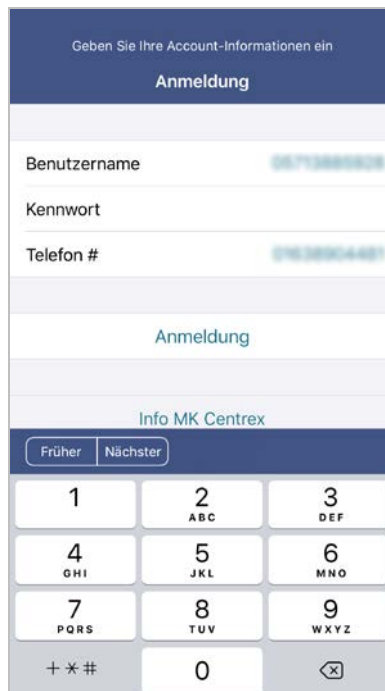 Geben Sie Ihre Account-Informationen ein
Anmeldung
Benutzername
Kennwort
Telefon #
Anmeldung
Info MK Centrex
Früher Nächster
1 2 3
ABC DEF
4 5 6
GHI JKL MNO
7 8 9
PQRS TUV WXYZ
+*# 0